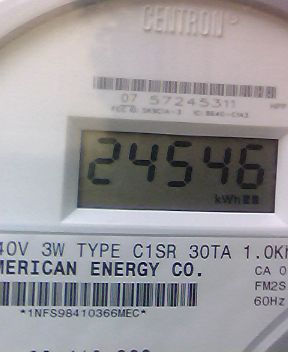 CENTRON®
07 57245311
24546
kWh
40V 3W TYPE C1SR 30TA 1.0K
MERICAN ENERGY CO.
CA 0
FM2S
60Hz
*1NFS98410366MEC*